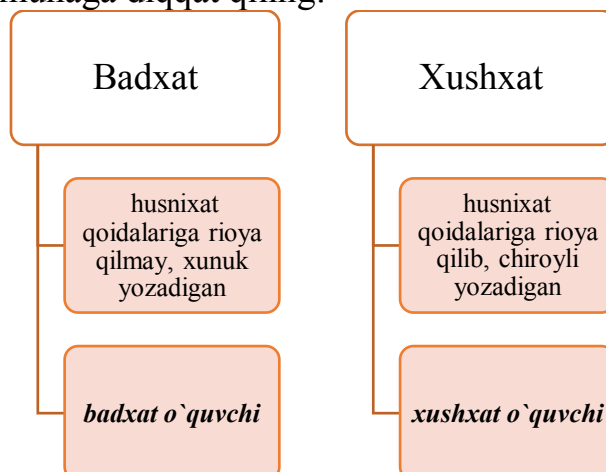 diqqat qiling:
Badxat
husnixat
qoidalariga rioya
qilmay, xunuk
yozadigan
badxat o`quvchi
Xushxat
husnixat
qoidalariga rioya
qilib, chiroyli
yozadigan
xushxat o`quvchi